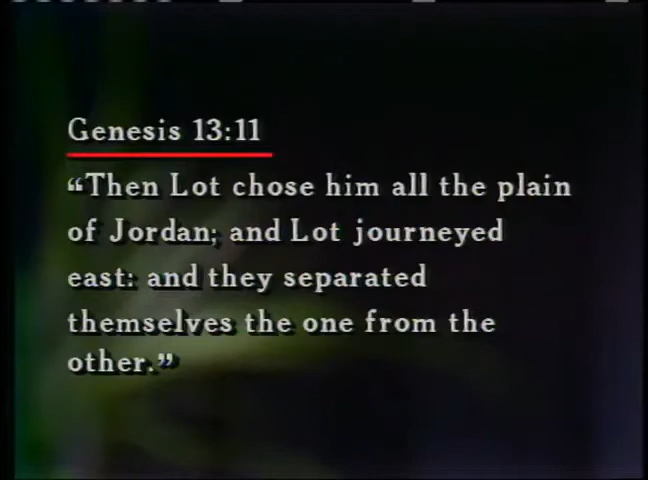 Genesis 13:11
“Then Lot chose him all the plain
of Jordan; and Lot journeyed
east: and they separated
themselves the one from the
other.”